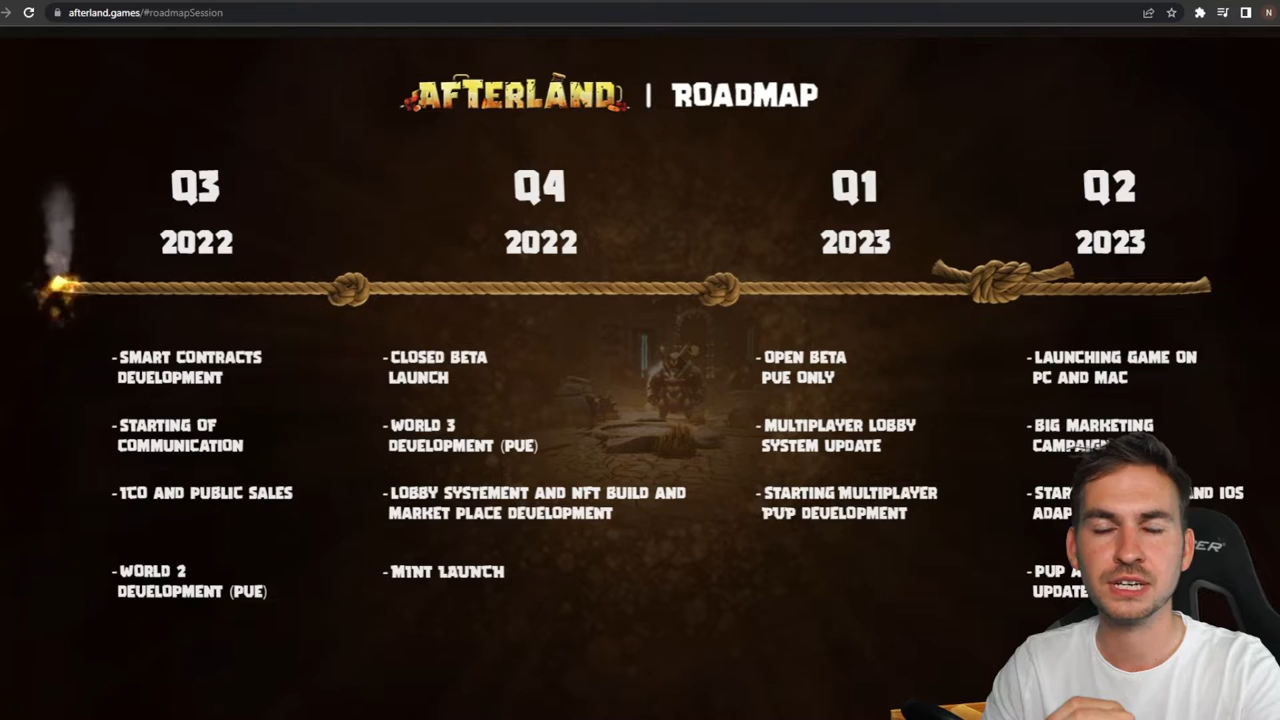 afterland.games/#roadmapSession
N
AFTERLAND | ROADMAP
Q3
2022
Q4
2022
Q1
2023
Q2
2023
-SMART CONTRACTS
DEVELOPMENT
-STARTING OF
COMMUNICATION
-ICO AND PUBLIC SALES
-WORLD 2
DEVELOPMENT (PVE)
-CLOSED BETA
LAUNCH
-WORLD 3
DEVELOPMENT (PVE)
-LOBBY SYSTEMENT AND NFT BUILD AND
MARKET PLACE DEVELOPMENT
-MINT LAUNCH
-OPEN BETA
PVE ONLY
-MULTIPLAYER LOBBY
SYSTEM UPDATE
-STARTING MULTIPLAYER
PVP DEVELOPMENT
-LAUNCHING GAME ON
PC AND MAC
-BIG MARKETING
AND IOS
-PVP
UPDATE